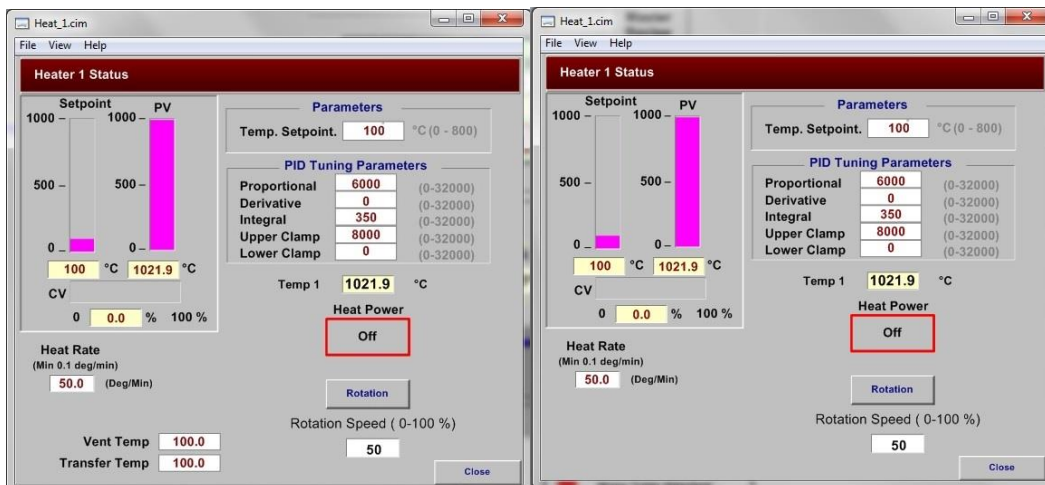 Heat_1.cim
File View Help
Heater 1 Status
Setpoint PV
1000 – 1000 –
500 – 500 –
0 – 0 –
100 °C 1021.9 °C
CV
0 0.0 % 100 %
Heat Rate
(Min 0.1 deg/min)
50.0 (Deg/Min)
Vent Temp 100.0
Transfer Temp 100.0
Parameters
Temp. Setpoint. 100 °C (0 - 800)
PID Tuning Parameters
Proportional 6000 (0-32000)
Derivative 0 (0-32000)
Integral 350 (0-32000)
Upper Clamp 8000 (0-32000)
Lower Clamp 0 (0-32000)
Temp 1 1021.9 °C
Heat Power
Off
Rotation
Rotation Speed ( 0-100 %)
50
Close
Heat_1.cim
File View Help
Heater 1 Status
Setpoint PV
1000 – 1000 –
500 – 500 –
0 – 0 –
100 °C 1021.9 °C
CV
0 0.0 % 100 %
Heat Rate
(Min 0.1 deg/min)
50.0 (Deg/Min)
Parameters
Temp. Setpoint. 100 °C (0 - 800)
PID Tuning Parameters
Proportional 6000 (0-32000)
Derivative 0 (0-32000)
Integral 350 (0-32000)
Upper Clamp 8000 (0-32000)
Lower Clamp 0 (0-32000)
Temp 1 1021.9 °C
Heat Power
Off
Rotation
Rotation Speed ( 0-100 %)
50
Close